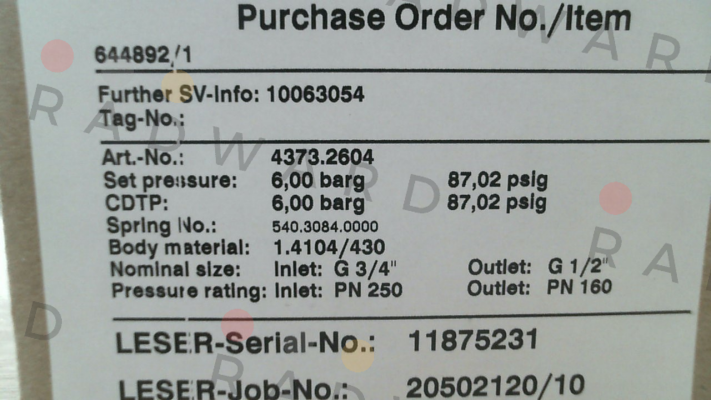 Purchase Order No./Item
644892/1
Further SV-Info: 10063054
Tag-No.:
Art.-No.: 4373.2604
Set pressure: 6,00 barg 87,02 psig
CDTP: 6,00 barg 87,02 psig
Spring No.: 540.3084.0000
Body material: 1.4104/430
Nominal size: Inlet: G 3/4" Outlet: G 1/2"
Pressure rating: Inlet: PN 250 Outlet: PN 160
LESER-Serial-No.: 11875231
LESER-Job-No.: 20502120/10
RADWARD
RADWARD
RADWARD